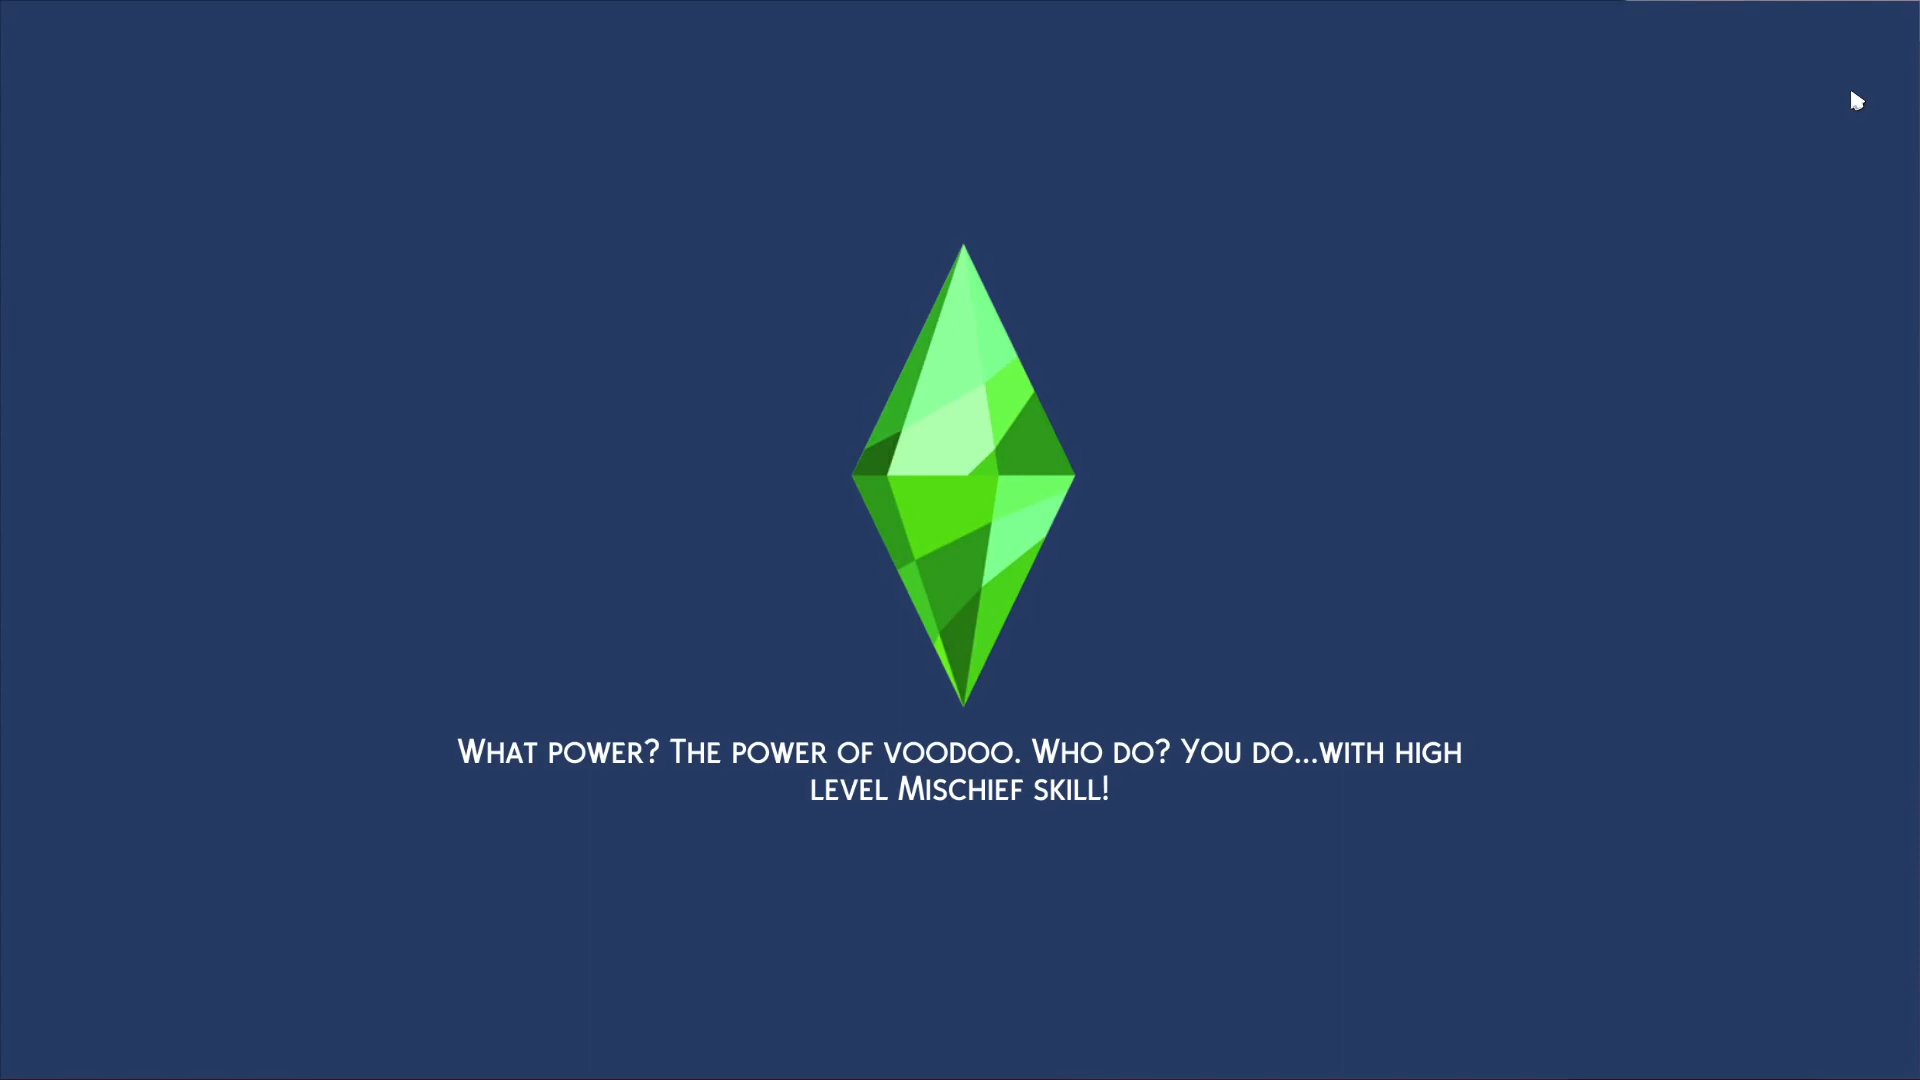 What power? The power of voodoo. Who do? You do...with high
level Mischief skill!